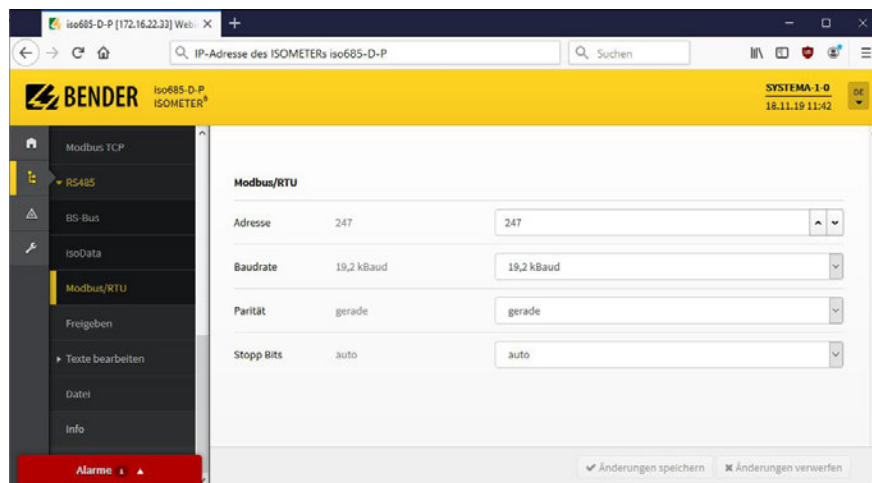 iso685-D-P [172.16.22.33] Webi
IP-Adresse des ISOMETERs iso685-D-P
Suchen
BENDER
iso685-D-P
ISOMETER®
SYSTEMA-1-0
18.11.19 11:42
DE
Modbus TCP
RS485
BS-Bus
IsoData
Modbus/RTU
Freigeben
Texte bearbeiten
Datei
Info
Alarme 1
Modbus/RTU
Adresse 247 247
Baudrate 19,2 kBaud 19,2 kBaud
Parität gerade gerade
Stopp Bits auto auto
Änderungen speichern Änderungen verwerfen